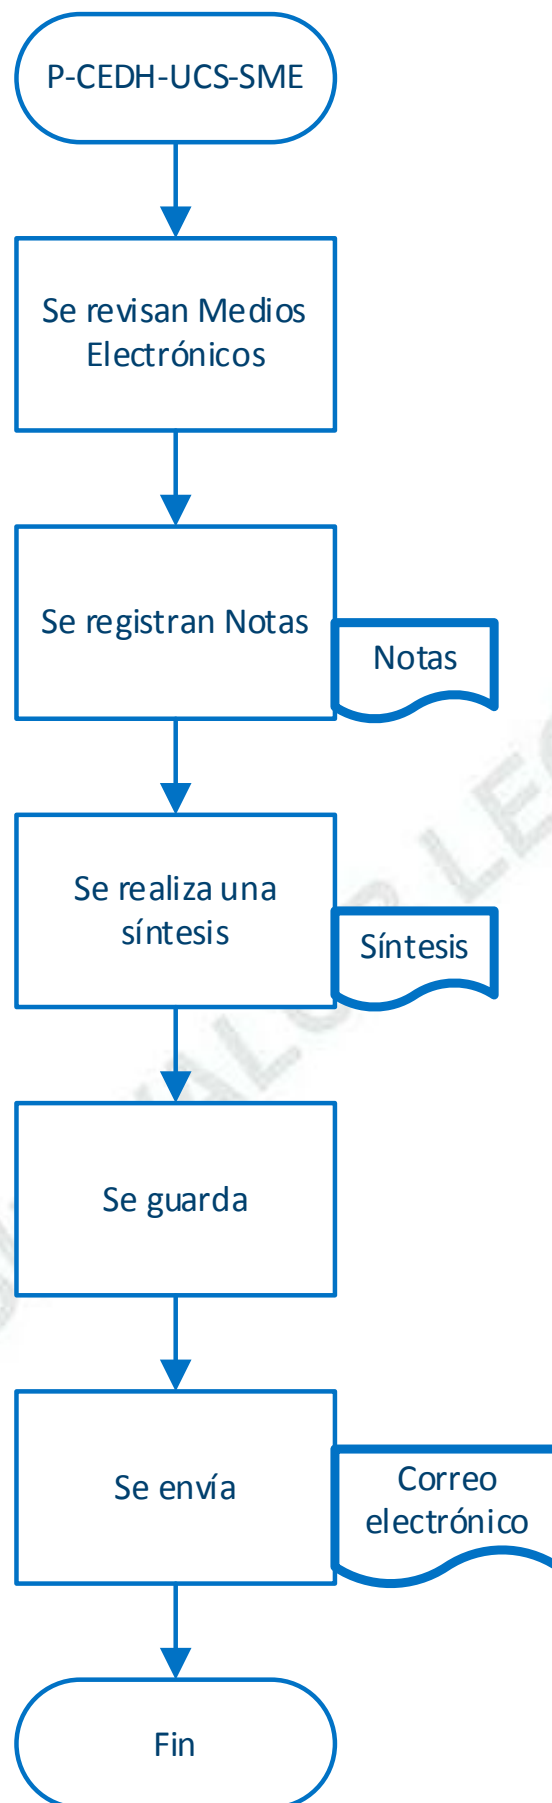 P-CEDH-UCS-SME
Se revisan Medios
Electrónicos
Se registran Notas
Notas
Se realiza una
síntesis
Síntesis
Se guarda
Se envía
Correo
electrónico
Fin